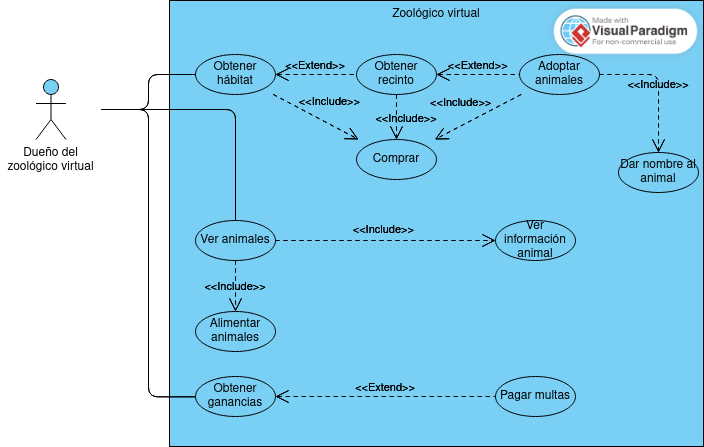 Zoológico virtual
Made with
VisualParadigm
For non-commercial use
Obtener
hábitat
<<Extend>>
Obtener
recinto
<<Extend>>
Adoptar
animales
<<Include>>
<<Include>>
<<Include>>
<<Include>>
Comprar
Dar nombre al
animal
Dueño del
zoológico virtual
Ver animales
<<Include>>
Ver
información
animal
<<Include>>
Alimentar
animales
Obtener
ganancias
<<Extend>>
Pagar multas